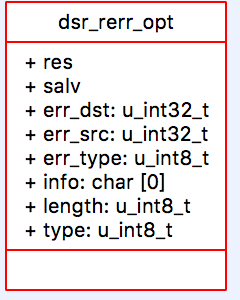 dsr_rerr_opt
+ res
+ salv
+ err_dst: u_int32_t
+ err_src: u_int32_t
+ err_type: u_int8_t
+ info: char [0]
+ length: u_int8_t
+ type: u_int8_t